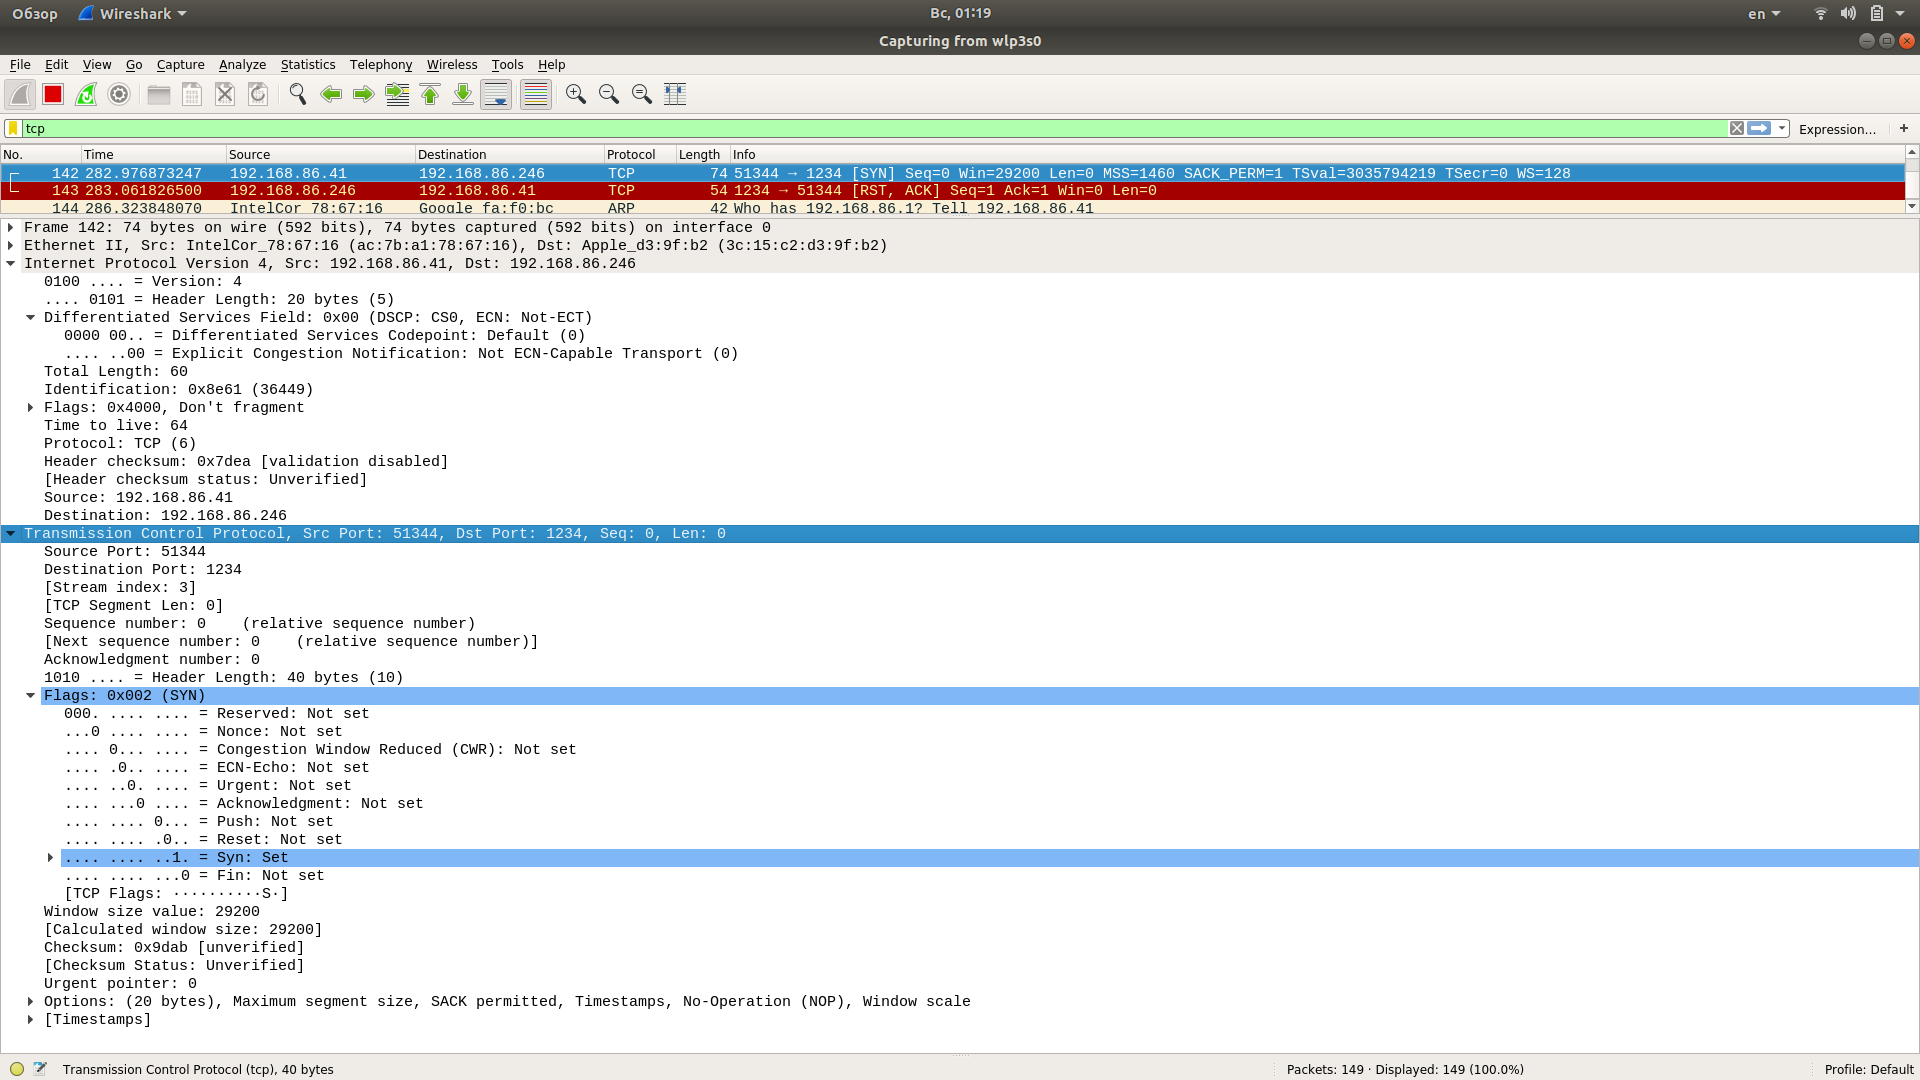 Обзор Wireshark Вс, 01:19 en
Capturing from wlp3s0
File Edit View Go Capture Analyze Statistics Telephony Wireless Tools Help
tcp Expression... +
No. Time Source Destination Protocol Length Info
142 282.976873247 192.168.86.41 192.168.86.246 TCP 74 51344 → 1234 [SYN] Seq=0 Win=29200 Len=0 MSS=1460 SACK_PERM=1 TSval=3035794219 TSecr=0 WS=128
143 283.061826500 192.168.86.246 192.168.86.41 TCP 54 1234 → 51344 [RST, ACK] Seq=1 Ack=1 Win=0 Len=0
144 286.323848070 IntelCor_78:67:16 Google_fa:f0:bc ARP 42 Who has 192.168.86.1? Tell 192.168.86.41
Frame 142: 74 bytes on wire (592 bits), 74 bytes captured (592 bits) on interface 0
Ethernet II, Src: IntelCor_78:67:16 (ac:7b:a1:78:67:16), Dst: Apple_d3:9f:b2 (3c:15:c2:d3:9f:b2)
Internet Protocol Version 4, Src: 192.168.86.41, Dst: 192.168.86.246
0100 .... = Version: 4
.... 0101 = Header Length: 20 bytes (5)
Differentiated Services Field: 0x00 (DSCP: CS0, ECN: Not-ECT)
0000 00.. = Differentiated Services Codepoint: Default (0)
.... ..00 = Explicit Congestion Notification: Not ECN-Capable Transport (0)
Total Length: 60
Identification: 0x8e61 (36449)
Flags: 0x4000, Don't fragment
Time to live: 64
Protocol: TCP (6)
Header checksum: 0x7dea [validation disabled]
[Header checksum status: Unverified]
Source: 192.168.86.41
Destination: 192.168.86.246
Transmission Control Protocol, Src Port: 51344, Dst Port: 1234, Seq: 0, Len: 0
Source Port: 51344
Destination Port: 1234
[Stream index: 3]
[TCP Segment Len: 0]
Sequence number: 0 (relative sequence number)
[Next sequence number: 0 (relative sequence number)]
Acknowledgment number: 0
1010 .... = Header Length: 40 bytes (10)
Flags: 0x002 (SYN)
000. .... .... = Reserved: Not set
...0 .... .... = Nonce: Not set
.... 0... .... = Congestion Window Reduced (CWR): Not set
.... .0.. .... = ECN-Echo: Not set
.... ..0. .... = Urgent: Not set
.... ...0 .... = Acknowledgment: Not set
.... .... 0... = Push: Not set
.... .... .0.. = Reset: Not set
.... .... ..1. = Syn: Set
.... .... ...0 = Fin: Not set
[TCP Flags: ··········S·]
Window size value: 29200
[Calculated window size: 29200]
Checksum: 0x9dab [unverified]
[Checksum Status: Unverified]
Urgent pointer: 0
Options: (20 bytes), Maximum segment size, SACK permitted, Timestamps, No-Operation (NOP), Window scale
[Timestamps]
Transmission Control Protocol (tcp), 40 bytes Packets: 149 · Displayed: 149 (100.0%) Profile: Default